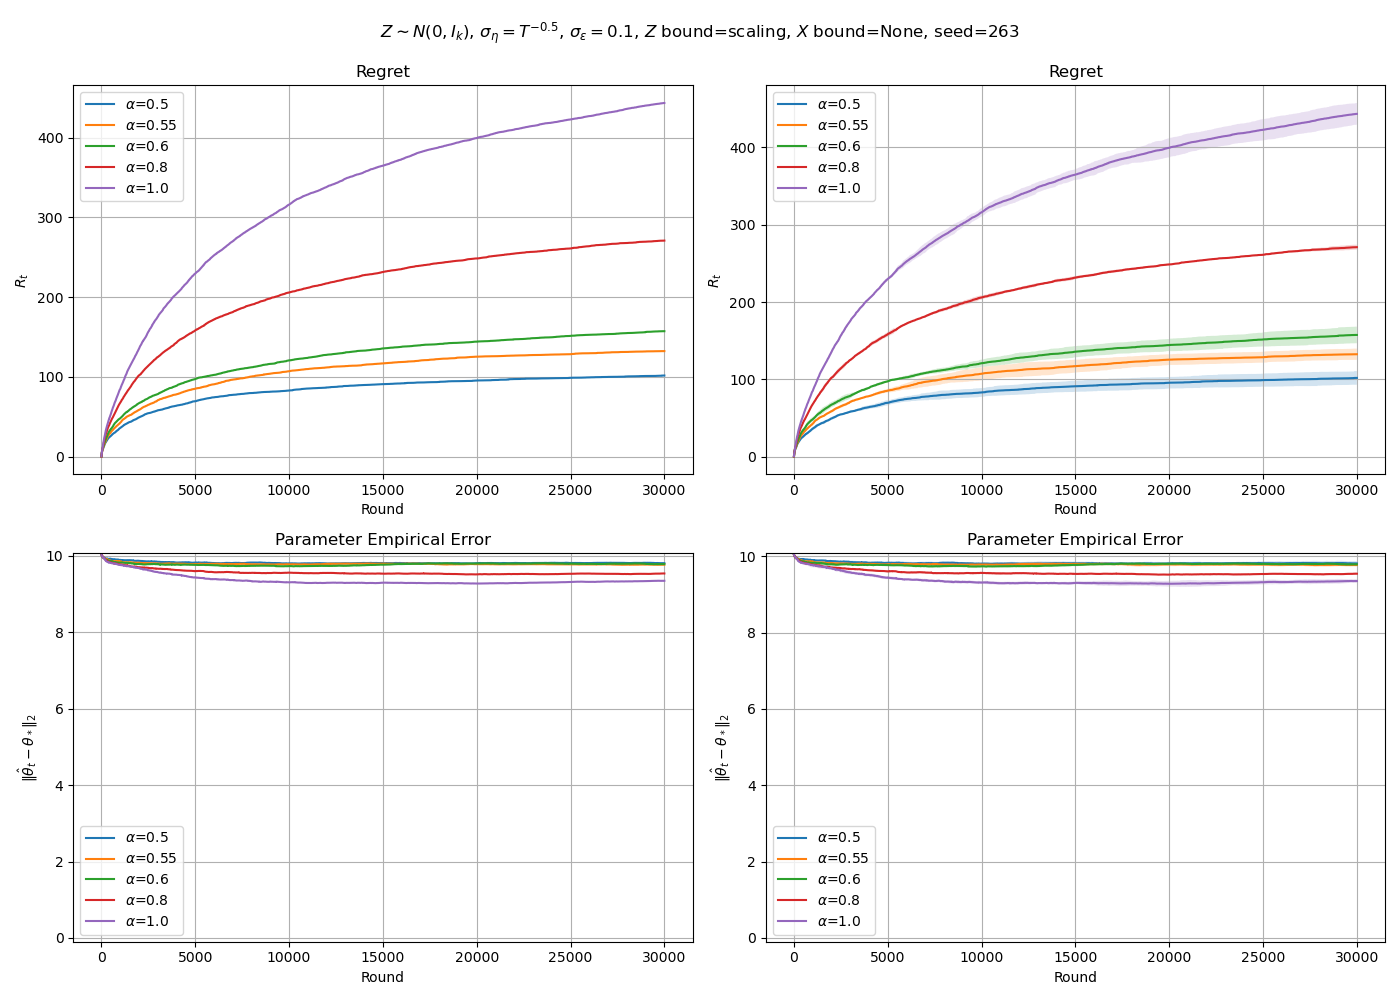 Z ∼ N(0, I_k), σ_η = T^{−0.5}, σ_ε = 0.1, Z bound=scaling, X bound=None, seed=263
Regret
R_t
400
300
200
100
0
α=0.5
α=0.55
α=0.6
α=0.8
α=1.0
0 5000 10000 15000 20000 25000 30000
Round
Regret
R_t
400
300
200
100
0
α=0.5
α=0.55
α=0.6
α=0.8
α=1.0
0 5000 10000 15000 20000 25000 30000
Round
Parameter Empirical Error
‖θ̂_t − θ_*‖_2
10
8
6
4
2
0
α=0.5
α=0.55
α=0.6
α=0.8
α=1.0
0 5000 10000 15000 20000 25000 30000
Round
Parameter Empirical Error
‖θ̂_t − θ_*‖_2
10
8
6
4
2
0
α=0.5
α=0.55
α=0.6
α=0.8
α=1.0
0 5000 10000 15000 20000 25000 30000
Round